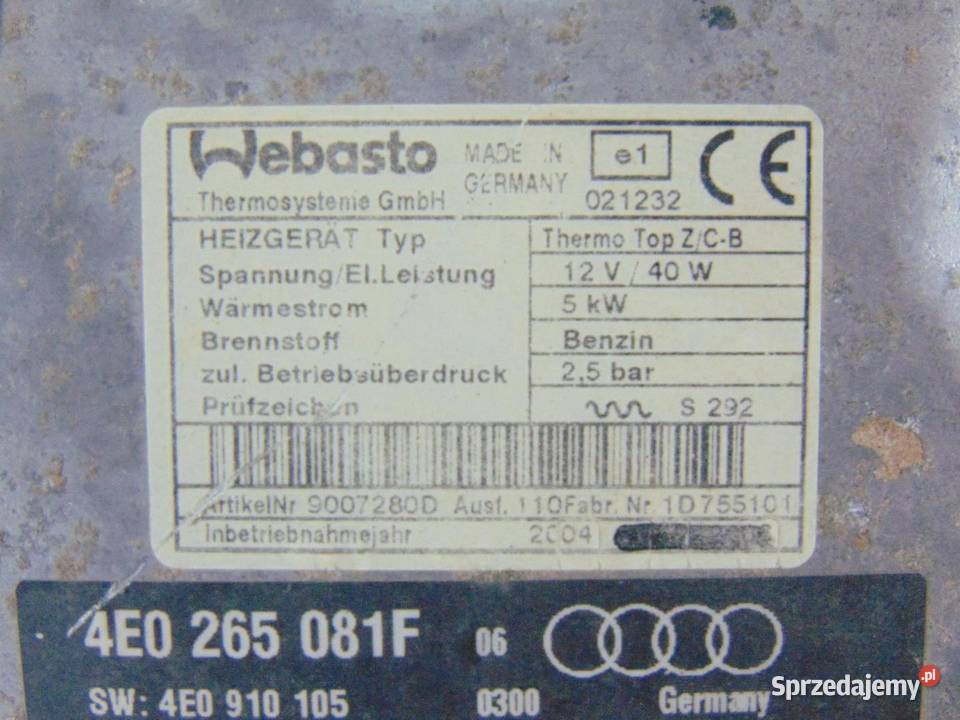 Webasto MADE IN GERMANY e1
Thermosysteme GmbH 021232
HEIZGERÄT Typ Thermo Top Z/C-B
Spannung/El.Leistung 12 V / 40 W
Wärmestrom 5 kW
Brennstoff Benzin
zul. Betriebsüberdruck 2,5 bar
Prüfzeichen S 292
ArtikelNr 9007280D Ausf. 110 Fabr. Nr. 1D755101
Inbetriebnahmejahr 2004
4E0 265 081F 06
SW: 4E0 910 105 0300 Germany
Sprzedajemy.pl